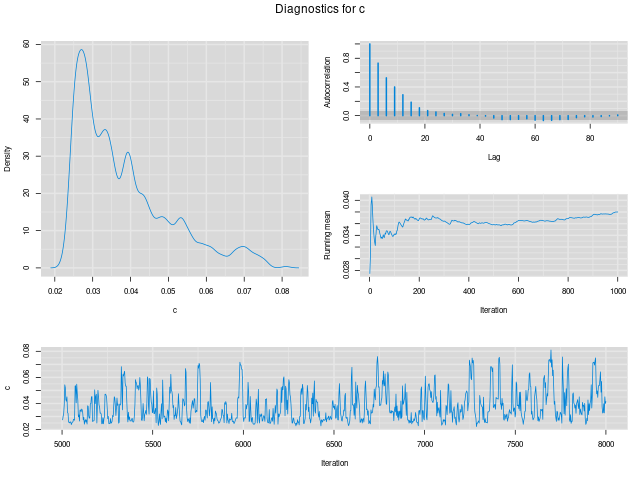 Diagnostics for c
Density
0 10 20 30 40 50 60
0.02 0.03 0.04 0.05 0.06 0.07 0.08
c
Autocorrelation
0.0 0.4 0.8
0 20 40 60 80
Lag
Running mean
0.028 0.034 0.040
0 200 400 600 800 1000
Iteration
c
0.02 0.04 0.06 0.08
5000 5500 6000 6500 7000 7500 8000
Iteration